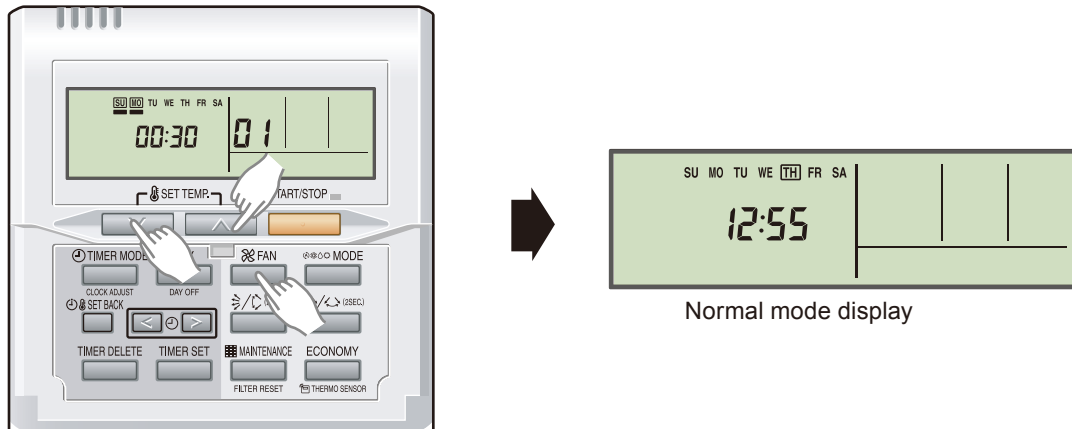 SU MO TU WE TH FR SA
00:30 01
SET TEMP.
TART/STOP
TIMER MODE
FAN
MODE
CLOCK ADJUST
DAY OFF
SET BACK
(2SEC.)
TIMER DELETE
TIMER SET
MAINTENANCE
ECONOMY
FILTER RESET
THERMO SENSOR
SU MO TU WE TH FR SA
12:55
Normal mode display